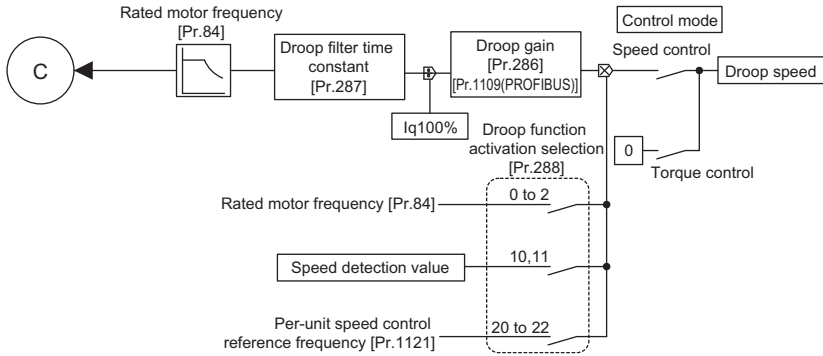 Rated motor frequency
[Pr.84]
C
Droop filter time
constant
[Pr.287]
Iq100%
Droop gain
[Pr.286]
[Pr.1109(PROFIBUS)]
Control mode
Speed control
Droop speed
0
Torque control
Droop function
activation selection
[Pr.288]
Rated motor frequency [Pr.84]
0 to 2
Speed detection value
10,11
Per-unit speed control
reference frequency [Pr.1121]
20 to 22